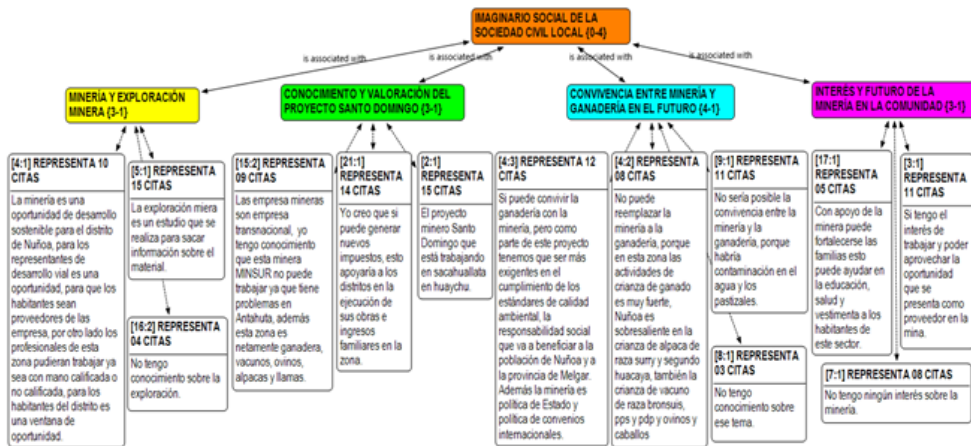 IMAGINARIO SOCIAL DE LA
SOCIEDAD CIVIL LOCAL {0-4}
is associated with
is associated with
is associated with
is associated with
MINERÍA Y EXPLORACIÓN
MINERA {3-1}
CONOCIMIENTO Y VALORACIÓN DEL
PROYECTO SANTO DOMINGO {3-1}
CONVIVENCIA ENTRE MINERÍA Y
GANADERÍA EN EL FUTURO {4-1}
INTERÉS Y FUTURO DE LA
MINERÍA EN LA COMUNIDAD {3-1}
[4:1] REPRESENTA 10
CITAS
La minería es una
oportunidad de desarrollo
sostenible para el distrito
de Nuñoa, para los
representantes de
desarrollo vial es una
oportunidad, para que los
habitantes sean
proveedores de las
empresa, por otro lado los
profesionales de esta
zona pudieran trabajar ya
sea con mano calificada o
no calificada, para los
habitantes del distrito es
una ventana de
oportunidad.
[5:1] REPRESENTA
15 CITAS
La exploración miera es
un estudio que se
realiza para sacar
información sobre el
material.
[16:2] REPRESENTA
04 CITAS
No tengo
conocimiento sobre la
exploración.
[15:2] REPRESENTA
09 CITAS
Las empresa mineras
son empresa
transnacional, yo
tengo conocimiento
que esta minera
MINSUR no puede
trabajar ya que tiene
problemas en
Antahuta, además
esta zona es
netamente ganadera,
vacunos, ovinos,
alpacas y llamas.
[21:1]
REPRESENTA
14 CITAS
Yo creo que si
puede generar
nuevos
impuestos, esto
apoyaría a los
distritos en la
ejecución de
sus obras e
ingresos
familiares en la
zona.
[2:1]
REPRESENTA
15 CITAS
El proyecto
minero Santo
Domingo que
está trabajando
en sacahuallata
en huaychu.
[4:3] REPRESENTA 12
CITAS
Si puede convivir la
ganadería con la
minería, pero como
parte de este proyecto
tenemos que ser más
exigentes en el
cumplimiento de los
estándares de calidad
ambiental, la
responsabilidad social
que va a beneficiar a la
población de Nuñoa y a
la provincia de Melgar.
Además la minería es
política de Estado y
política de convenios
internacionales.
[4:2] REPRESENTA
08 CITAS
No puede
reemplazar la
minería a la
ganadería, porque
en esta zona las
actividades de
crianza de ganado
es muy fuerte,
Nuñoa es
sobresaliente en la
crianza de alpaca de
raza surry y segundo
huacaya, también la
crianza de vacuno
de raza bronsuis,
pps y pdp y ovinos y
caballos
[9:1] REPRESENTA
11 CITAS
No sería posible la
convivencia entre la
minería y la
ganadería, porque
habría
contaminación en el
agua y los
pastizales.
[8:1] REPRESENTA
03 CITAS
No tengo
conocimiento sobre
ese tema.
[17:1]
REPRESENTA
05 CITAS
Con apoyo de la
minera puede
fortalecerse las
familias esto
puede ayudar en
la educación,
salud y
vestimenta a los
habitantes de
este sector.
[3:1]
REPRESENTA
11 CITAS
Si tengo el
interés de
trabajar y poder
aprovechar la
oportunidad
que se
presenta como
proveedor en la
mina.
[7:1] REPRESENTA 08 CITAS
No tengo ningún interés sobre la
minería.